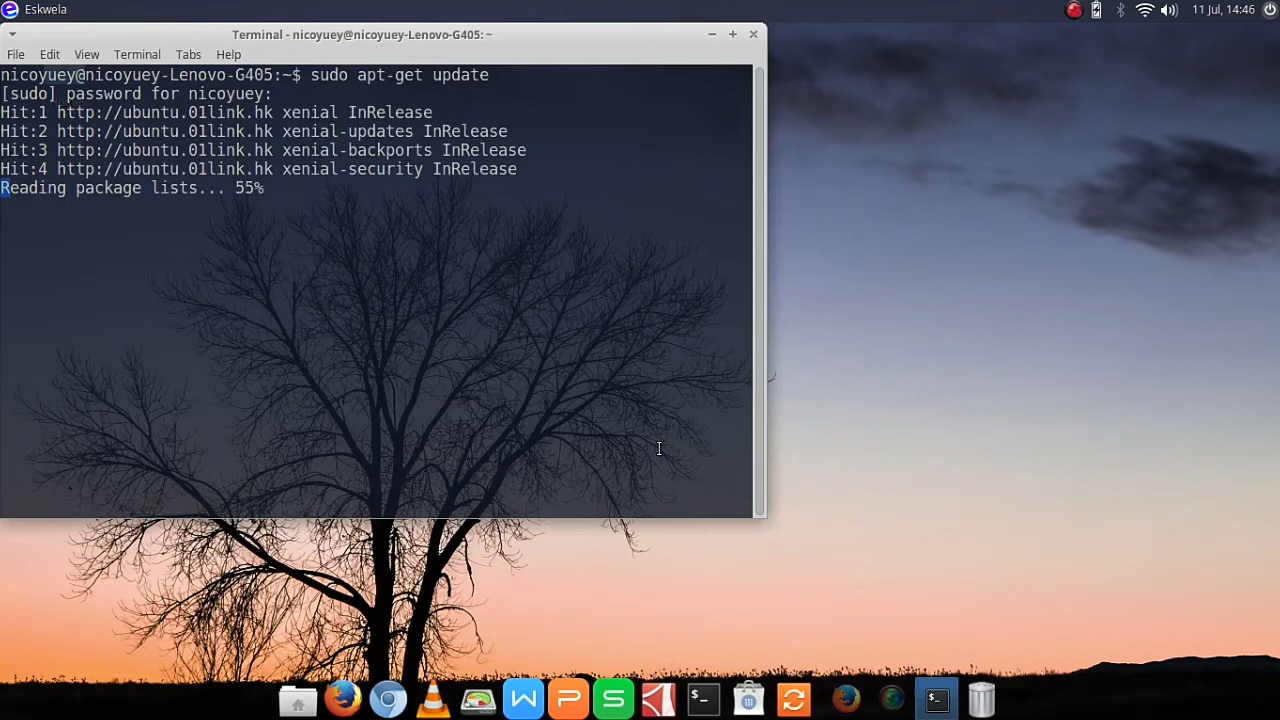 Eskwela
11 Jul, 14:46
Terminal - nicoyuey@nicoyuey-Lenovo-G405: ~
File Edit View Terminal Tabs Help
nicoyuey@nicoyuey-Lenovo-G405:~$ sudo apt-get update
[sudo] password for nicoyuey:
Hit:1 http://ubuntu.01link.hk xenial InRelease
Hit:2 http://ubuntu.01link.hk xenial-updates InRelease
Hit:3 http://ubuntu.01link.hk xenial-backports InRelease
Hit:4 http://ubuntu.01link.hk xenial-security InRelease
Reading package lists... 55%
W P S $_ $_